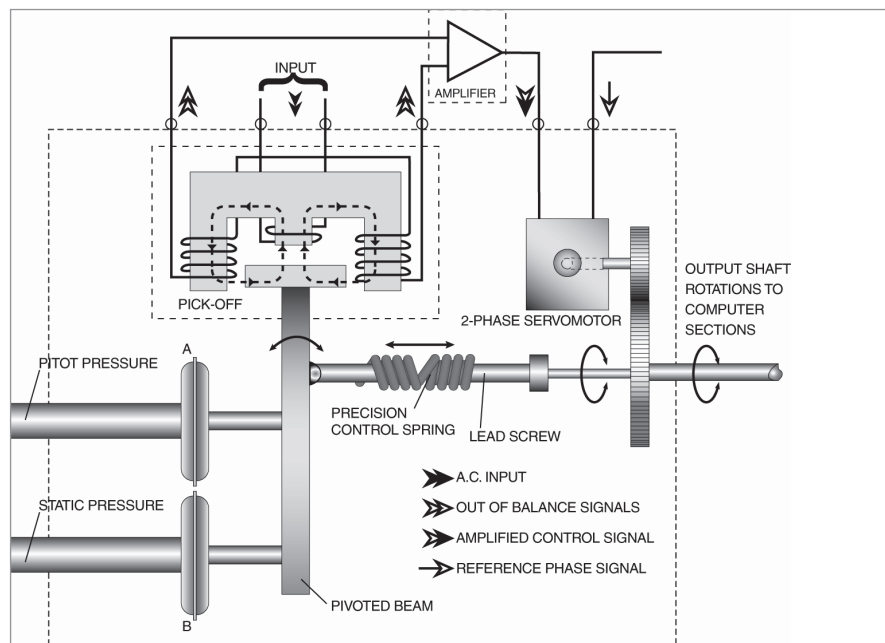 INPUT
AMPLIFIER
PICK-OFF
2-PHASE SERVOMOTOR
OUTPUT SHAFT
ROTATIONS TO
COMPUTER
SECTIONS
A
PITOT PRESSURE
PRECISION
CONTROL SPRING
LEAD SCREW
A.C. INPUT
STATIC PRESSURE
OUT OF BALANCE SIGNALS
AMPLIFIED CONTROL SIGNAL
REFERENCE PHASE SIGNAL
PIVOTED BEAM
B